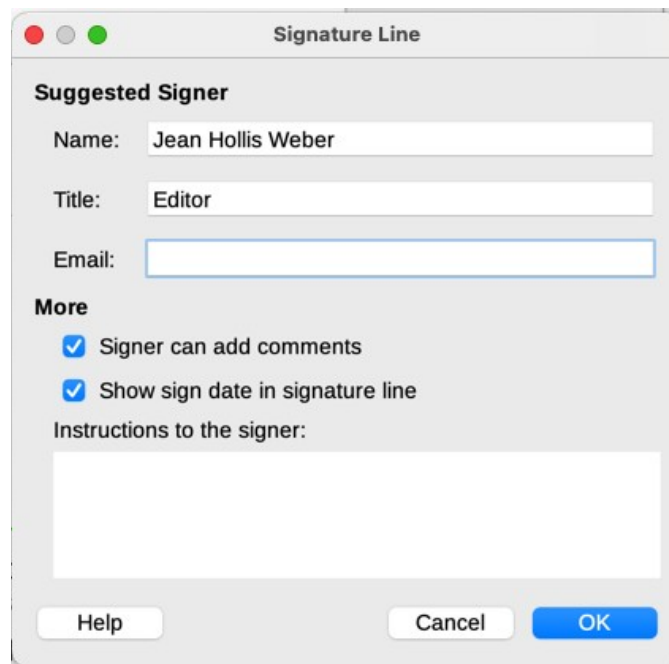 Signature Line
Suggested Signer
Name: Jean Hollis Weber
Title: Editor
Email:
More
Signer can add comments
Show sign date in signature line
Instructions to the signer:
Help Cancel OK